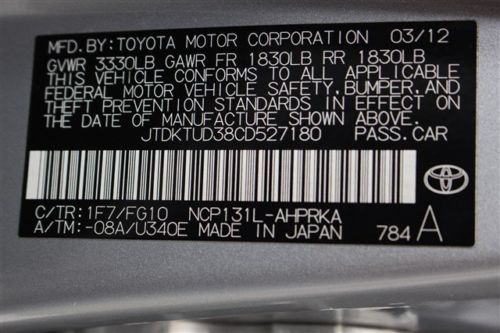 MFD.BY:TOYOTA MOTOR CORPORATION 03/12
GVWR 3330LB GAWR FR 1830LB RR 1830LB
THIS VEHICLE CONFORMS TO ALL APPLICABLE
FEDERAL MOTOR VEHICLE SAFETY,BUMPER,AND
THEFT PREVENTION STANDARDS IN EFFECT ON
THE DATE OF MANUFACTURE SHOWN ABOVE.
JTDKTUD38CD527180 PASS.CAR
C/TR:1F7/FG10 NCP131L-AHPRKA
A/TM:-08A/U340E MADE IN JAPAN 784 A